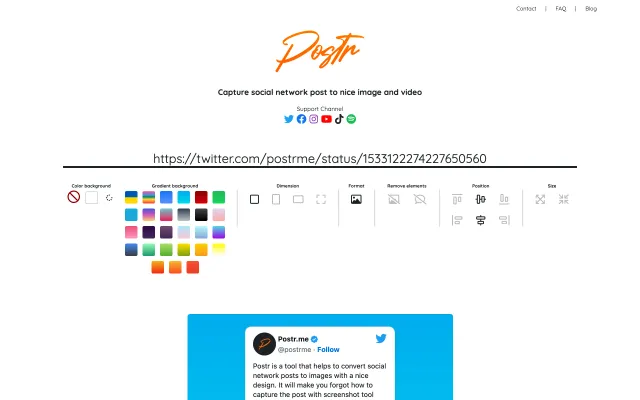 Contact | FAQ | Blog
Postr
Capture social network post to nice image and video
Support Channel
https://twitter.com/postrme/status/1533122274227650560
Color background Gradient background Dimension Format Remove elements Position Size
Postr.me
@postrme · Follow
Postr is a tool that helps to convert social
network posts to images with a nice
design. It will make you forgot how to
capture the post with screenshot tool